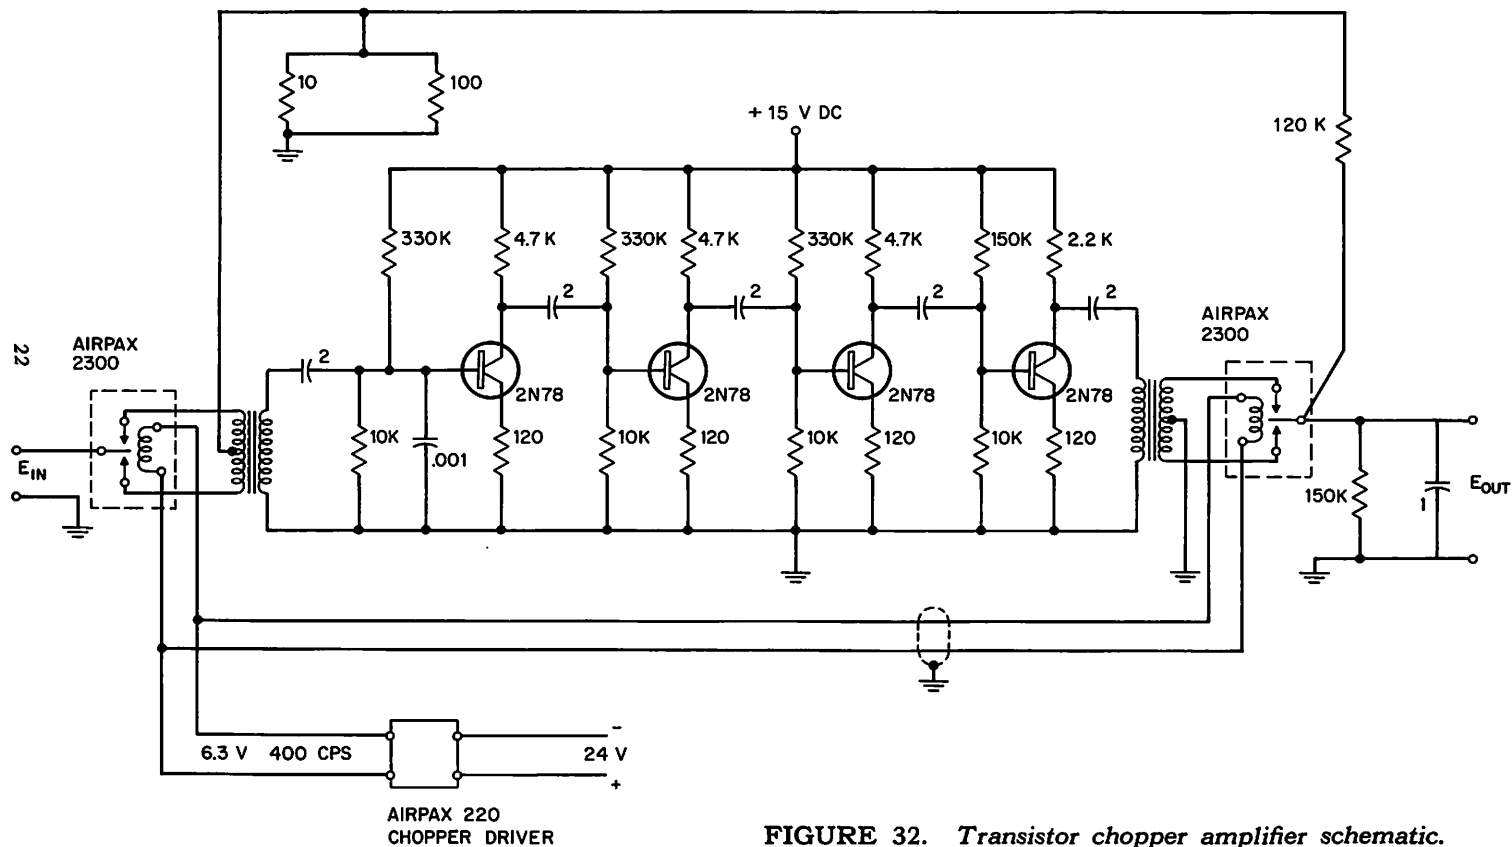 10
100
+ 15 V DC
120 K
330K
4.7 K
330K
4.7 K
330K
4.7K
150K
2.2 K
2
2
2
2
2
AIRPAX
2300
AIRPAX
2300
22
2N78
2N78
2N78
2N78
EIN
10K
.001
120
10K
120
10K
120
10K
120
150K
1
EOUT
6.3 V 400 CPS
24 V
-
+
AIRPAX 220
CHOPPER DRIVER
FIGURE 32. Transistor chopper amplifier schematic.